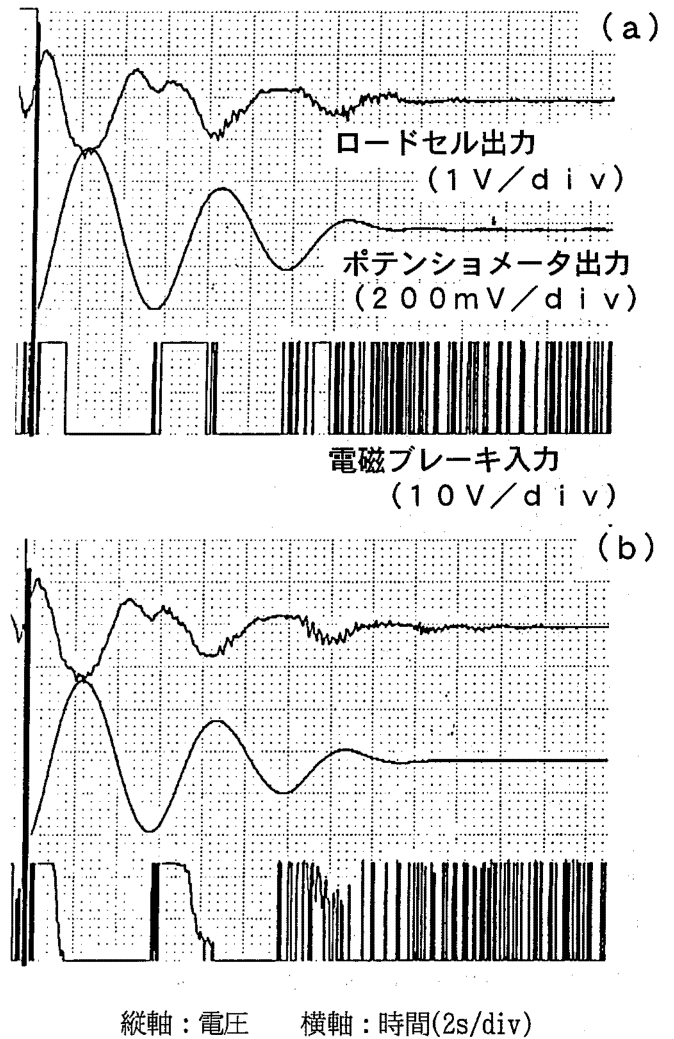 (a)
ロードセル出力
(1V/div)
ポテンショメータ出力
(200mV/div)
電磁ブレーキ入力
(10V/div)
(b)
縦軸：電圧　横軸：時間(2s/div)